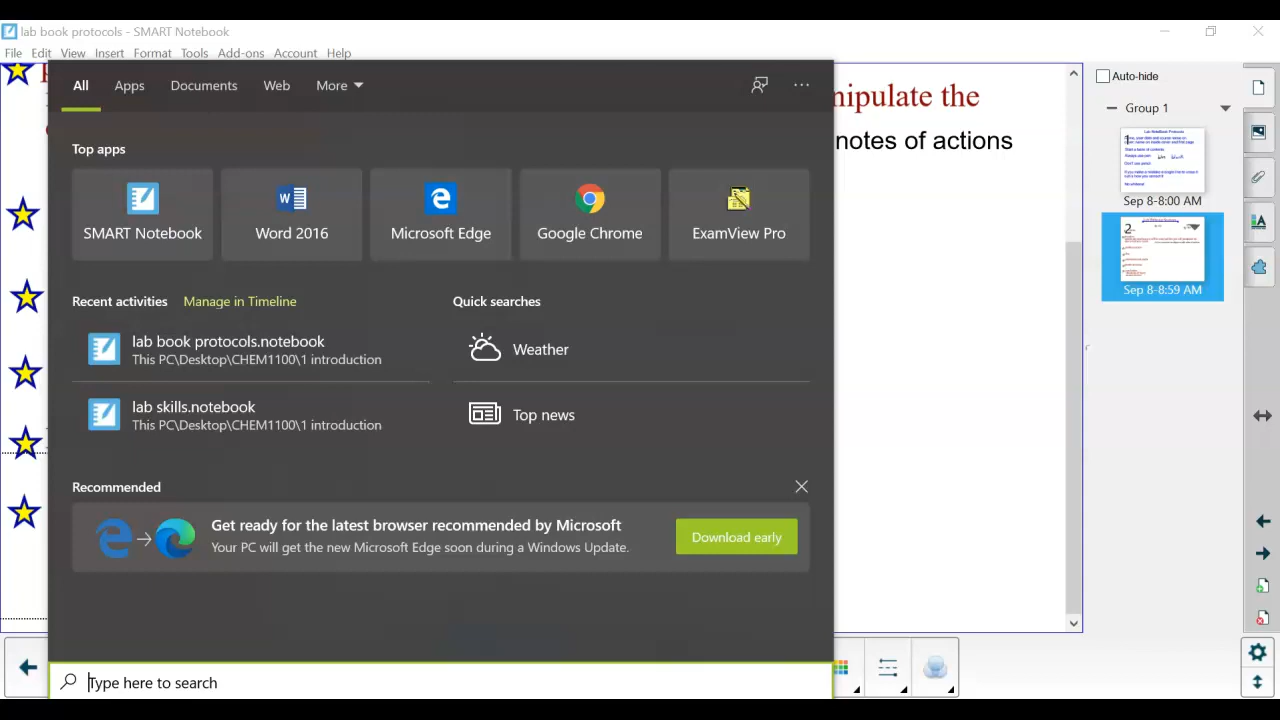 lab book protocols - SMART Notebook
File Edit View Insert Format Tools Add-ons Account Help
All Apps Documents Web More
nipulate the
notes of actions
Top apps
SMART Notebook Word 2016 Microsoft Edge Google Chrome ExamView Pro
Recent activities Manage in Timeline
lab book protocols.notebook
This PC\Desktop\CHEM1100\1 introduction
lab skills.notebook
This PC\Desktop\CHEM1100\1 introduction
Quick searches
Weather
Top news
Recommended
Get ready for the latest browser recommended by Microsoft
Your PC will get the new Microsoft Edge soon during a Windows Update.
Download early
Type here to search
Auto-hide
Group 1
1
Lab NoteBook Protocols
Sep 8-8:00 AM
2
Sep 8-8:59 AM